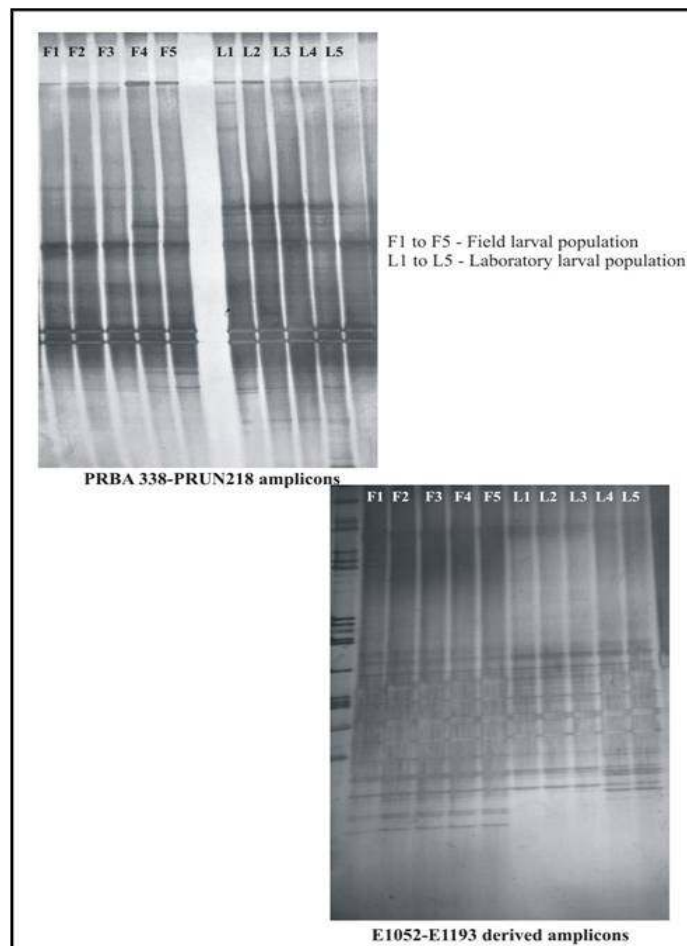 F1 F2 F3 F4 F5 L1 L2 L3 L4 L5
F1 to F5 - Field larval population
L1 to L5 - Laboratory larval population
PRBA 338-PRUN218 amplicons
F1 F2 F3 F4 F5 L1 L2 L3 L4 L5
E1052-E1193 derived amplicons